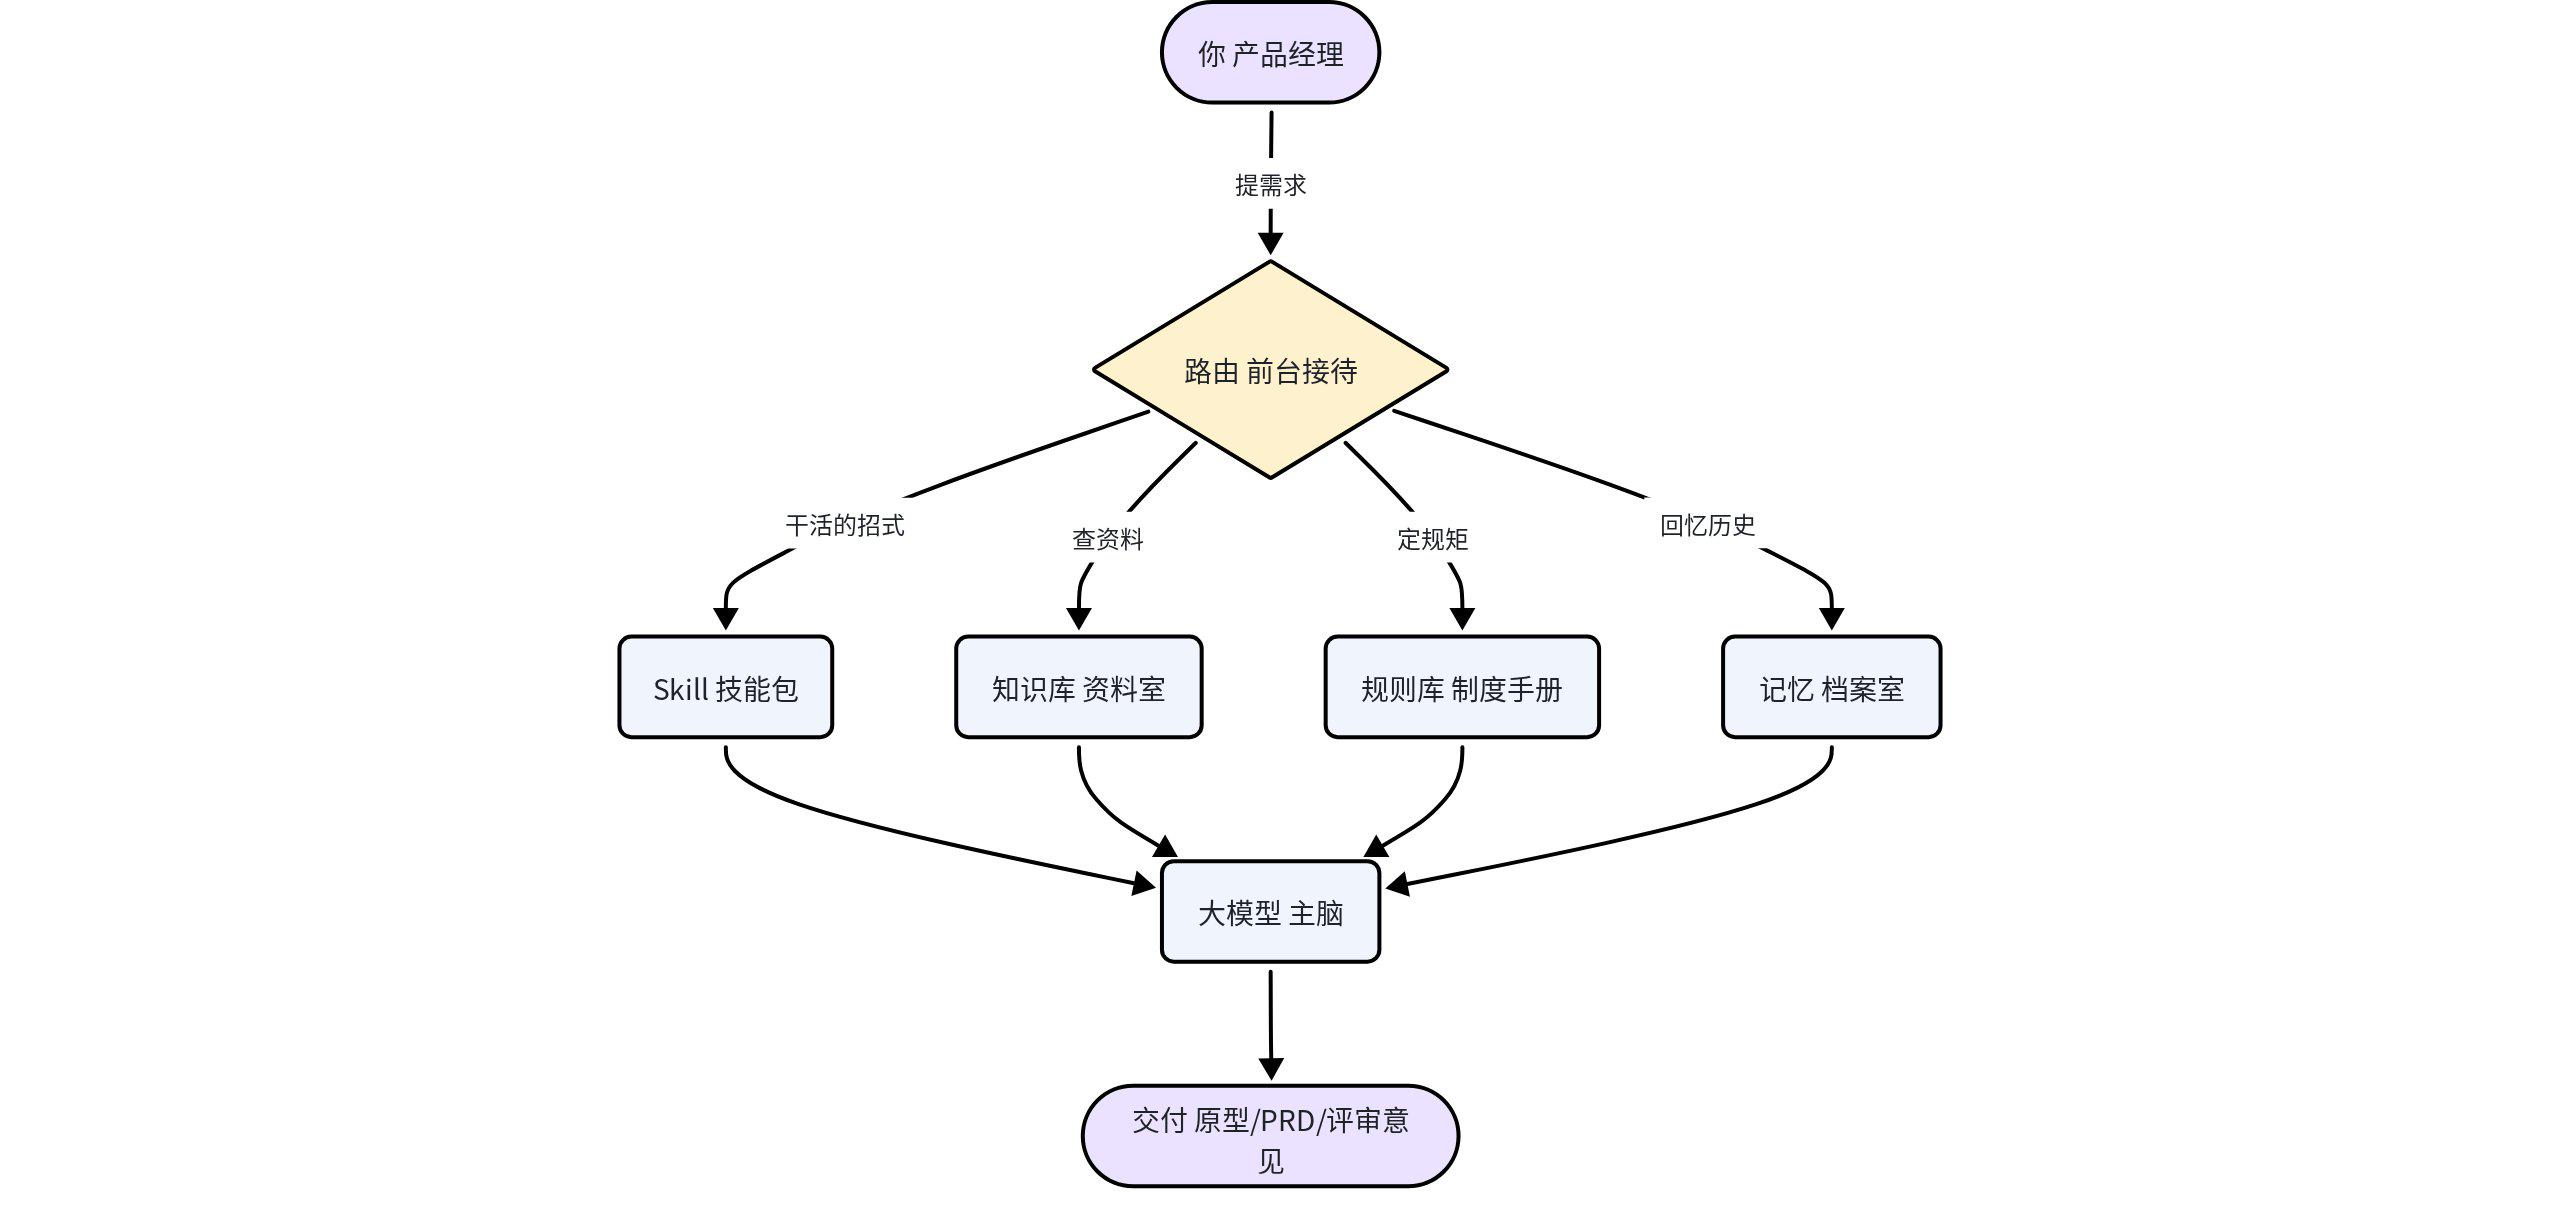 你 产品经理
提需求
路由 前台接待
干活的招式
查资料
定规矩
回忆历史
Skill 技能包
知识库 资料室
规则库 制度手册
记忆 档案室
大模型 主脑
交付 原型/PRD/评审意
见